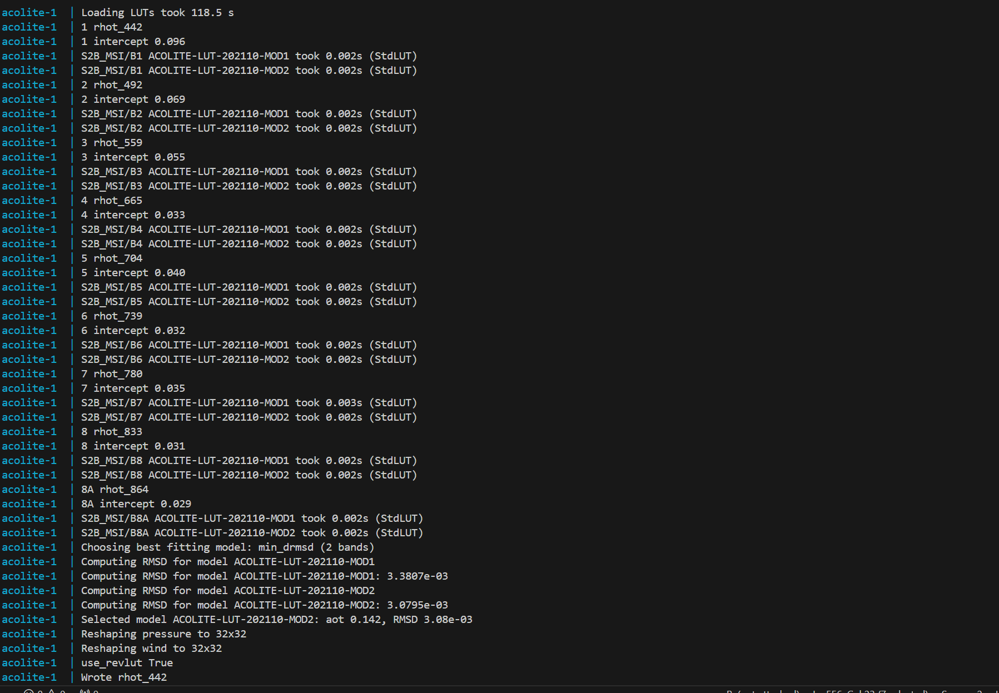 acolite-1  | Loading LUTs took 118.5 s
acolite-1  | 1 rhot_442
acolite-1  | 1 intercept 0.096
acolite-1  | S2B_MSI/B1 ACOLITE-LUT-202110-MOD1 took 0.002s (StdLUT)
acolite-1  | S2B_MSI/B1 ACOLITE-LUT-202110-MOD2 took 0.002s (StdLUT)
acolite-1  | 2 rhot_492
acolite-1  | 2 intercept 0.069
acolite-1  | S2B_MSI/B2 ACOLITE-LUT-202110-MOD1 took 0.002s (StdLUT)
acolite-1  | S2B_MSI/B2 ACOLITE-LUT-202110-MOD2 took 0.002s (StdLUT)
acolite-1  | 3 rhot_559
acolite-1  | 3 intercept 0.055
acolite-1  | S2B_MSI/B3 ACOLITE-LUT-202110-MOD1 took 0.002s (StdLUT)
acolite-1  | S2B_MSI/B3 ACOLITE-LUT-202110-MOD2 took 0.002s (StdLUT)
acolite-1  | 4 rhot_665
acolite-1  | 4 intercept 0.033
acolite-1  | S2B_MSI/B4 ACOLITE-LUT-202110-MOD1 took 0.002s (StdLUT)
acolite-1  | S2B_MSI/B4 ACOLITE-LUT-202110-MOD2 took 0.002s (StdLUT)
acolite-1  | 5 rhot_704
acolite-1  | 5 intercept 0.040
acolite-1  | S2B_MSI/B5 ACOLITE-LUT-202110-MOD1 took 0.002s (StdLUT)
acolite-1  | S2B_MSI/B5 ACOLITE-LUT-202110-MOD2 took 0.002s (StdLUT)
acolite-1  | 6 rhot_739
acolite-1  | 6 intercept 0.032
acolite-1  | S2B_MSI/B6 ACOLITE-LUT-202110-MOD1 took 0.002s (StdLUT)
acolite-1  | S2B_MSI/B6 ACOLITE-LUT-202110-MOD2 took 0.002s (StdLUT)
acolite-1  | 7 rhot_780
acolite-1  | 7 intercept 0.035
acolite-1  | S2B_MSI/B7 ACOLITE-LUT-202110-MOD1 took 0.003s (StdLUT)
acolite-1  | S2B_MSI/B7 ACOLITE-LUT-202110-MOD2 took 0.002s (StdLUT)
acolite-1  | 8 rhot_833
acolite-1  | 8 intercept 0.031
acolite-1  | S2B_MSI/B8 ACOLITE-LUT-202110-MOD1 took 0.002s (StdLUT)
acolite-1  | S2B_MSI/B8 ACOLITE-LUT-202110-MOD2 took 0.002s (StdLUT)
acolite-1  | 8A rhot_864
acolite-1  | 8A intercept 0.029
acolite-1  | S2B_MSI/B8A ACOLITE-LUT-202110-MOD1 took 0.002s (StdLUT)
acolite-1  | S2B_MSI/B8A ACOLITE-LUT-202110-MOD2 took 0.002s (StdLUT)
acolite-1  | Choosing best fitting model: min_drmsd (2 bands)
acolite-1  | Computing RMSD for model ACOLITE-LUT-202110-MOD1
acolite-1  | Computing RMSD for model ACOLITE-LUT-202110-MOD1: 3.3807e-03
acolite-1  | Computing RMSD for model ACOLITE-LUT-202110-MOD2
acolite-1  | Computing RMSD for model ACOLITE-LUT-202110-MOD2: 3.0795e-03
acolite-1  | Selected model ACOLITE-LUT-202110-MOD2: aot 0.142, RMSD 3.08e-03
acolite-1  | Reshaping pressure to 32x32
acolite-1  | Reshaping wind to 32x32
acolite-1  | use_revlut True
acolite-1  | Wrote rhot_442